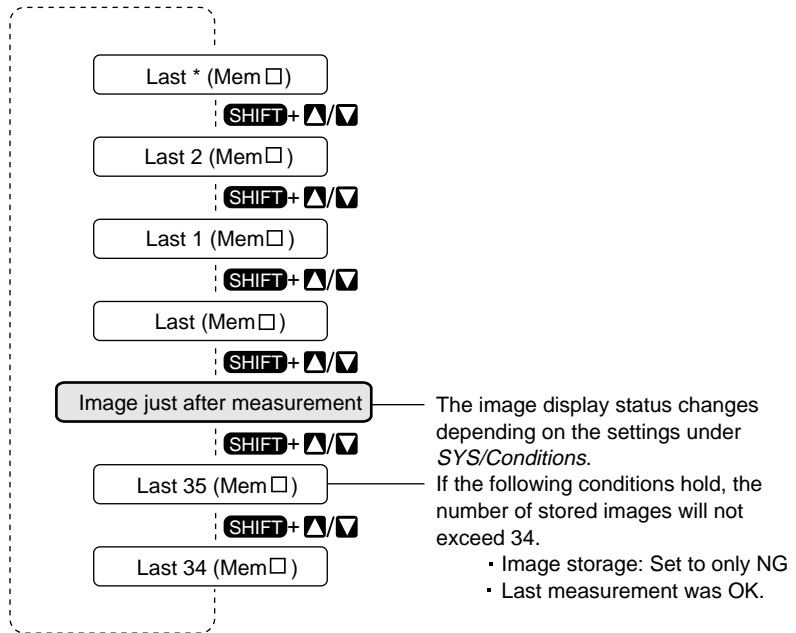 Last * (Mem□)
SHIFT+▲/▼
Last 2 (Mem□)
SHIFT+▲/▼
Last 1 (Mem□)
SHIFT+▲/▼
Last (Mem□)
SHIFT+▲/▼
Image just after measurement
The image display status changes
depending on the settings under
SYS/Conditions.
SHIFT+▲/▼
Last 35 (Mem□)
If the following conditions hold, the
number of stored images will not
exceed 34.
· Image storage: Set to only NG
· Last measurement was OK.
SHIFT+▲/▼
Last 34 (Mem□)